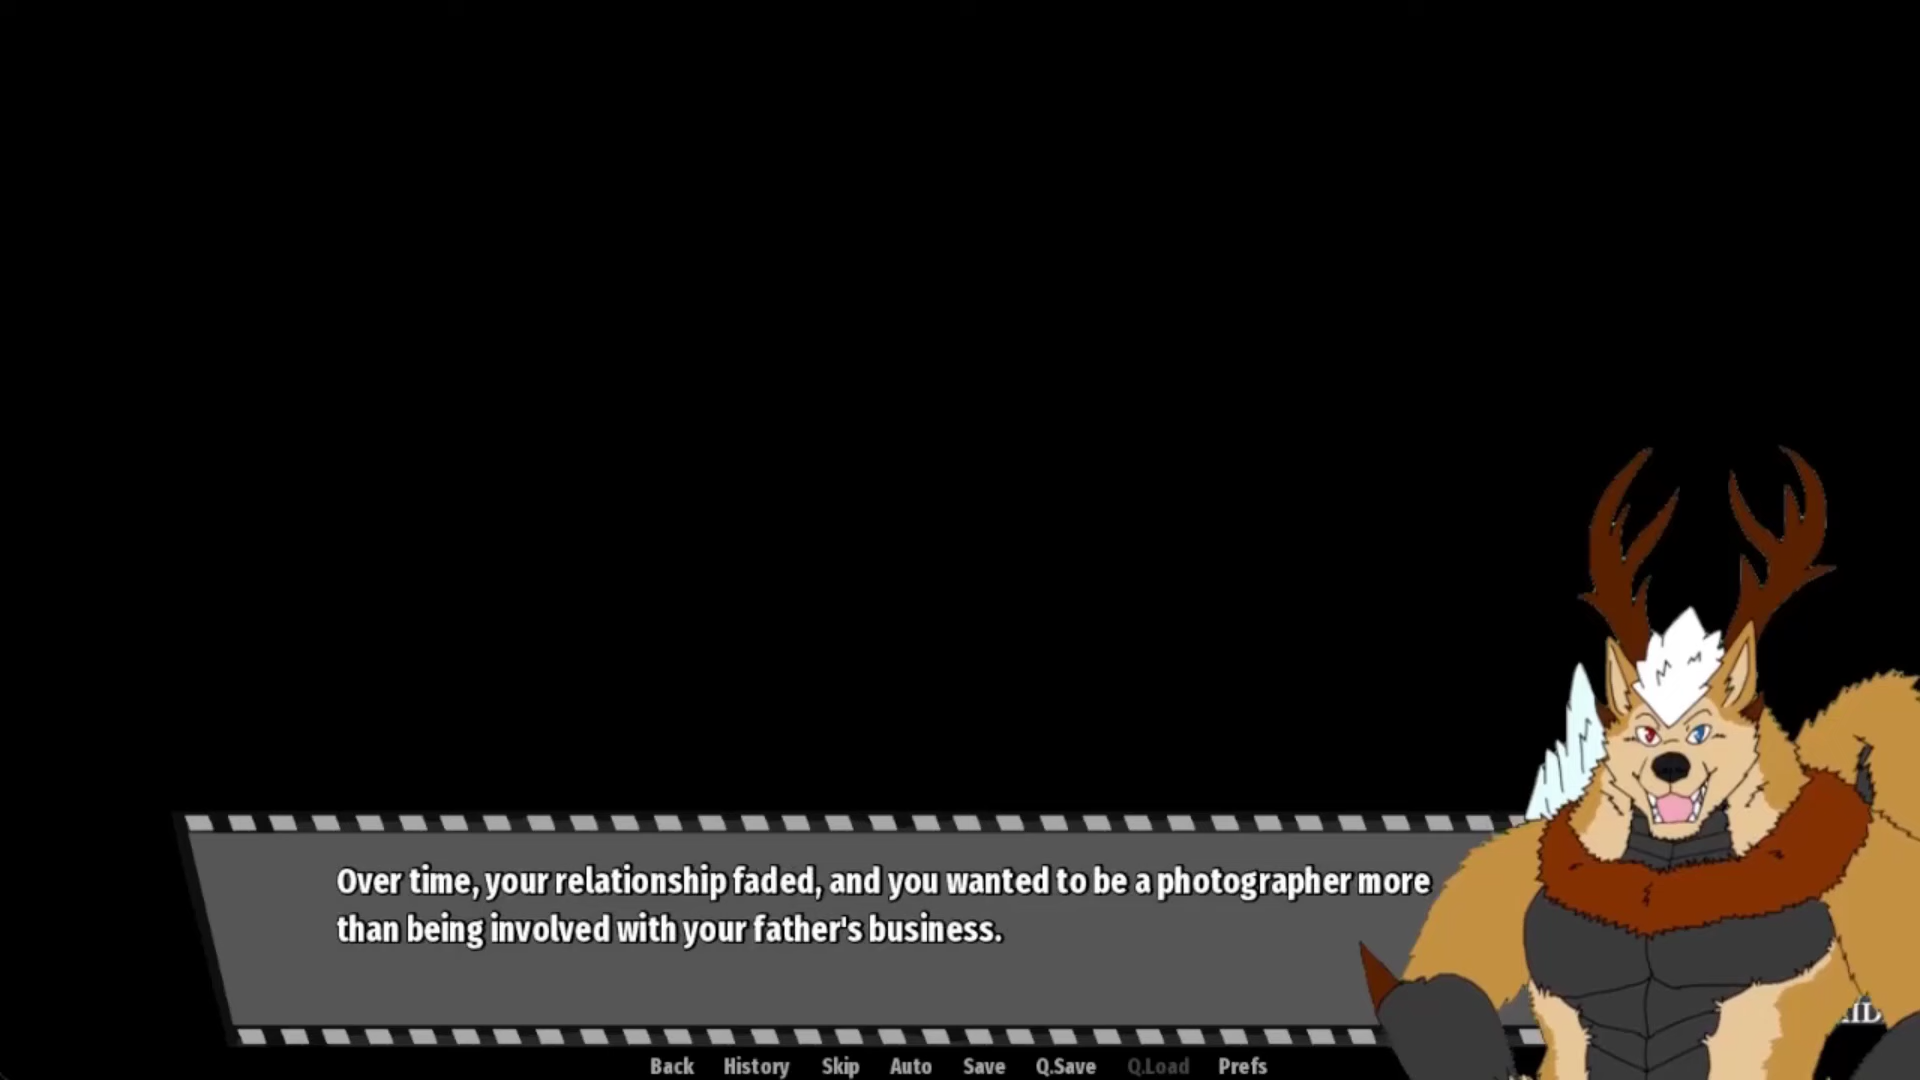 Over time, your relationship faded, and you wanted to be a photographer more
than being involved with your father's business.
Back History Skip Auto Save Q.Save Q.Load Prefs